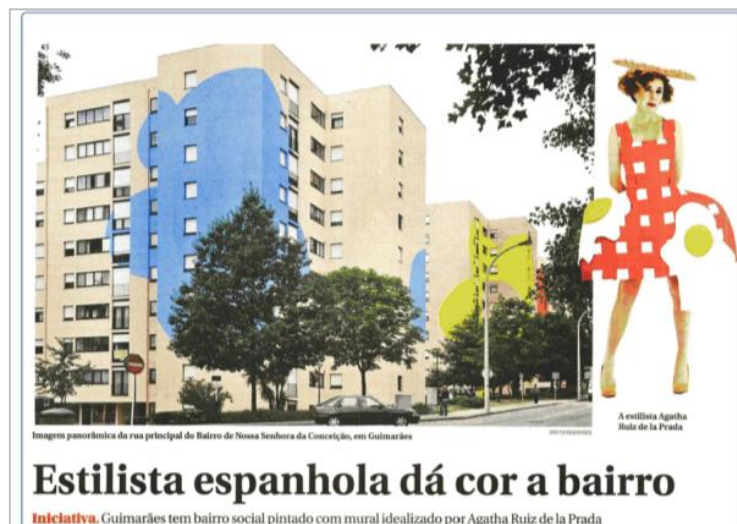 Imagem panorâmica da rua principal do Bairro de Nossa Senhora da Conceição, em Guimarães
A estilista Agatha
Ruiz de la Prada
Estilista espanhola dá cor a bairro
Iniciativa. Guimarães tem bairro social pintado com mural idealizado por Agatha Ruiz de la Prada